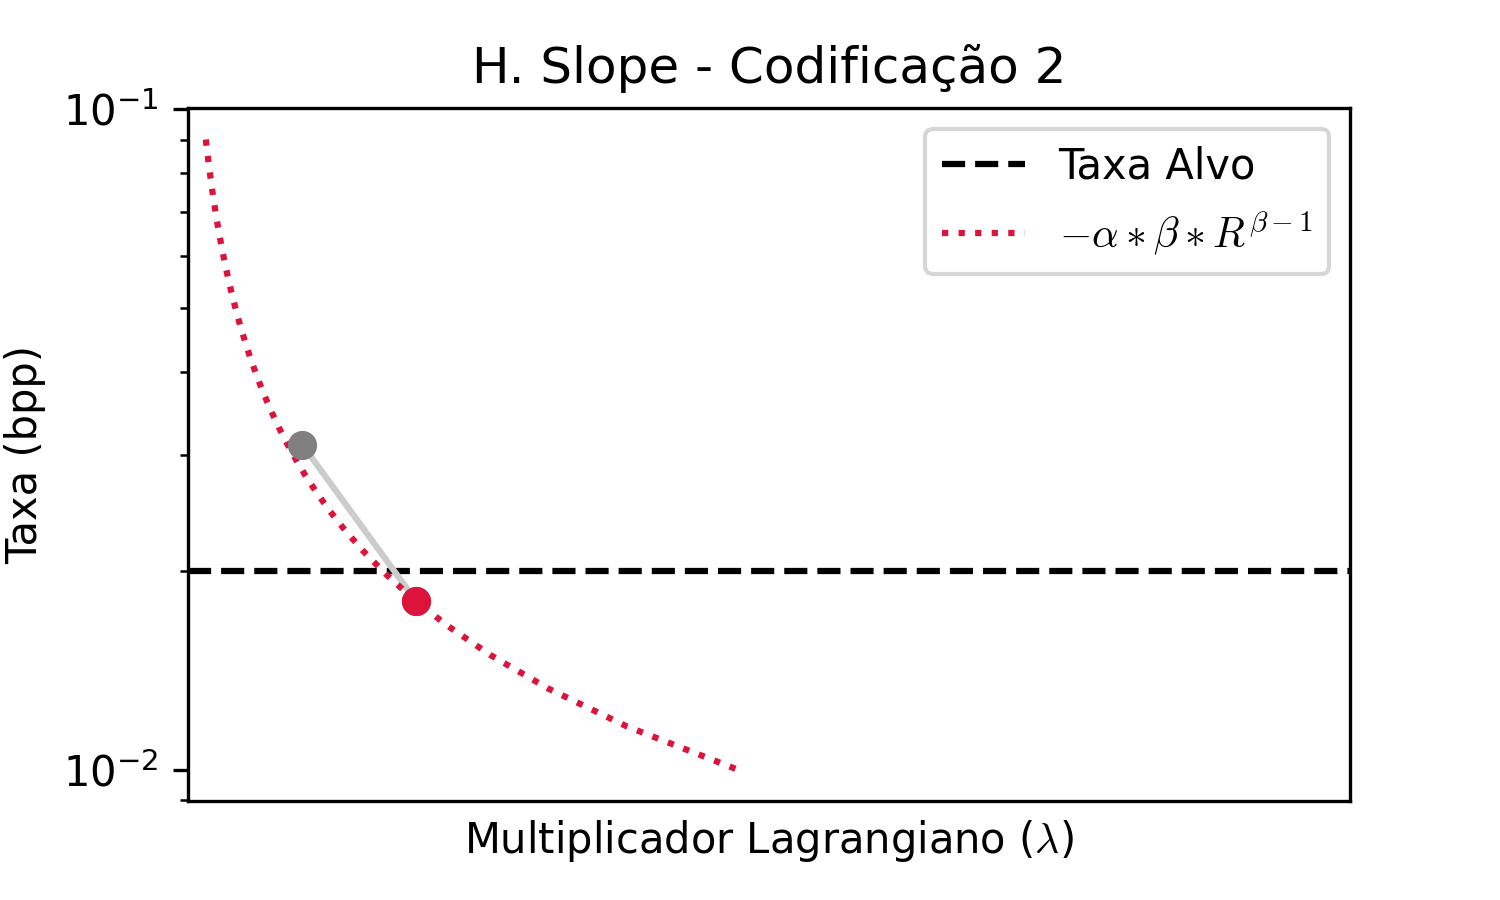 H. Slope - Codificação 2
10⁻¹
Taxa Alvo
−α ∗ β ∗ R^{β−1}
Taxa (bpp)
10⁻²
Multiplicador Lagrangiano (λ)